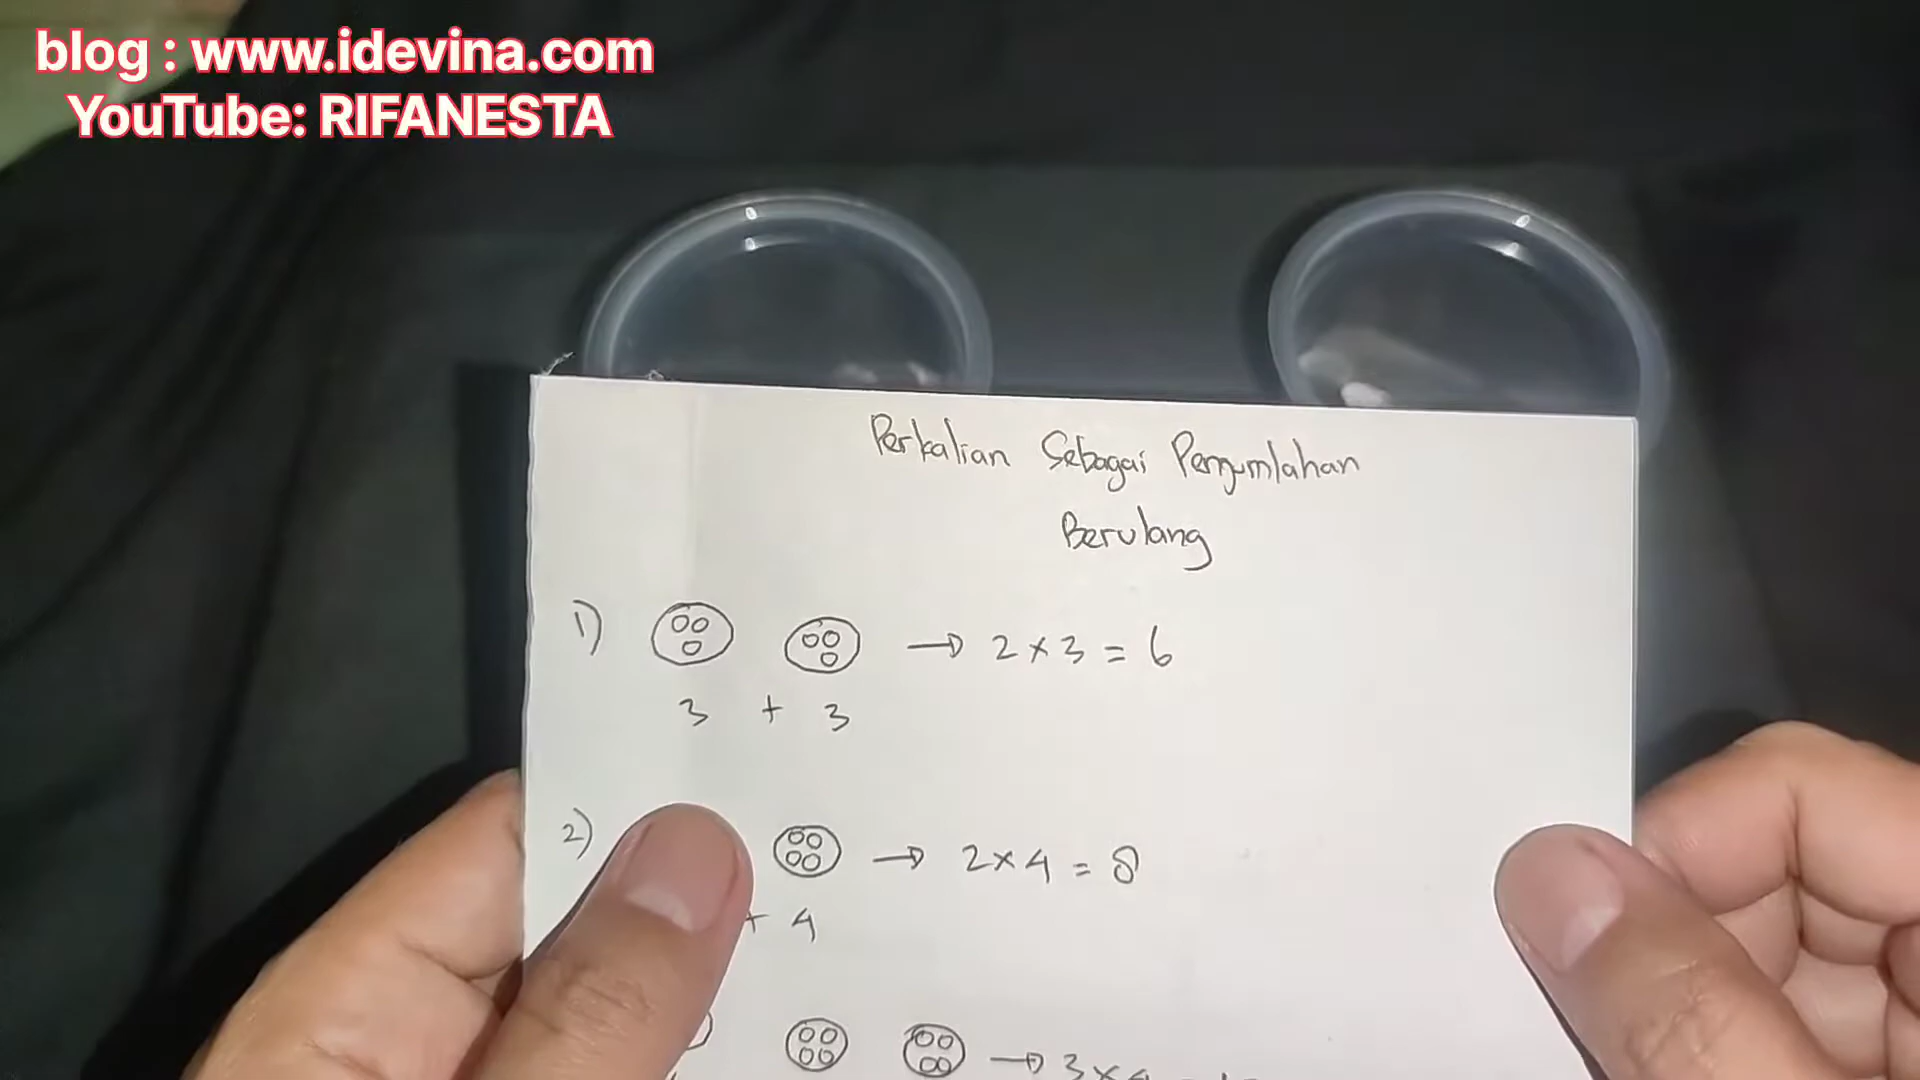 blog : www.idevina.com
YouTube: RIFANESTA
Perkalian Sebagai Penjumlahan
Berulang
1) → 2 × 3 = 6
3 + 3
2) → 2 × 4 = 8
+ 4
→ 3 × 4 =